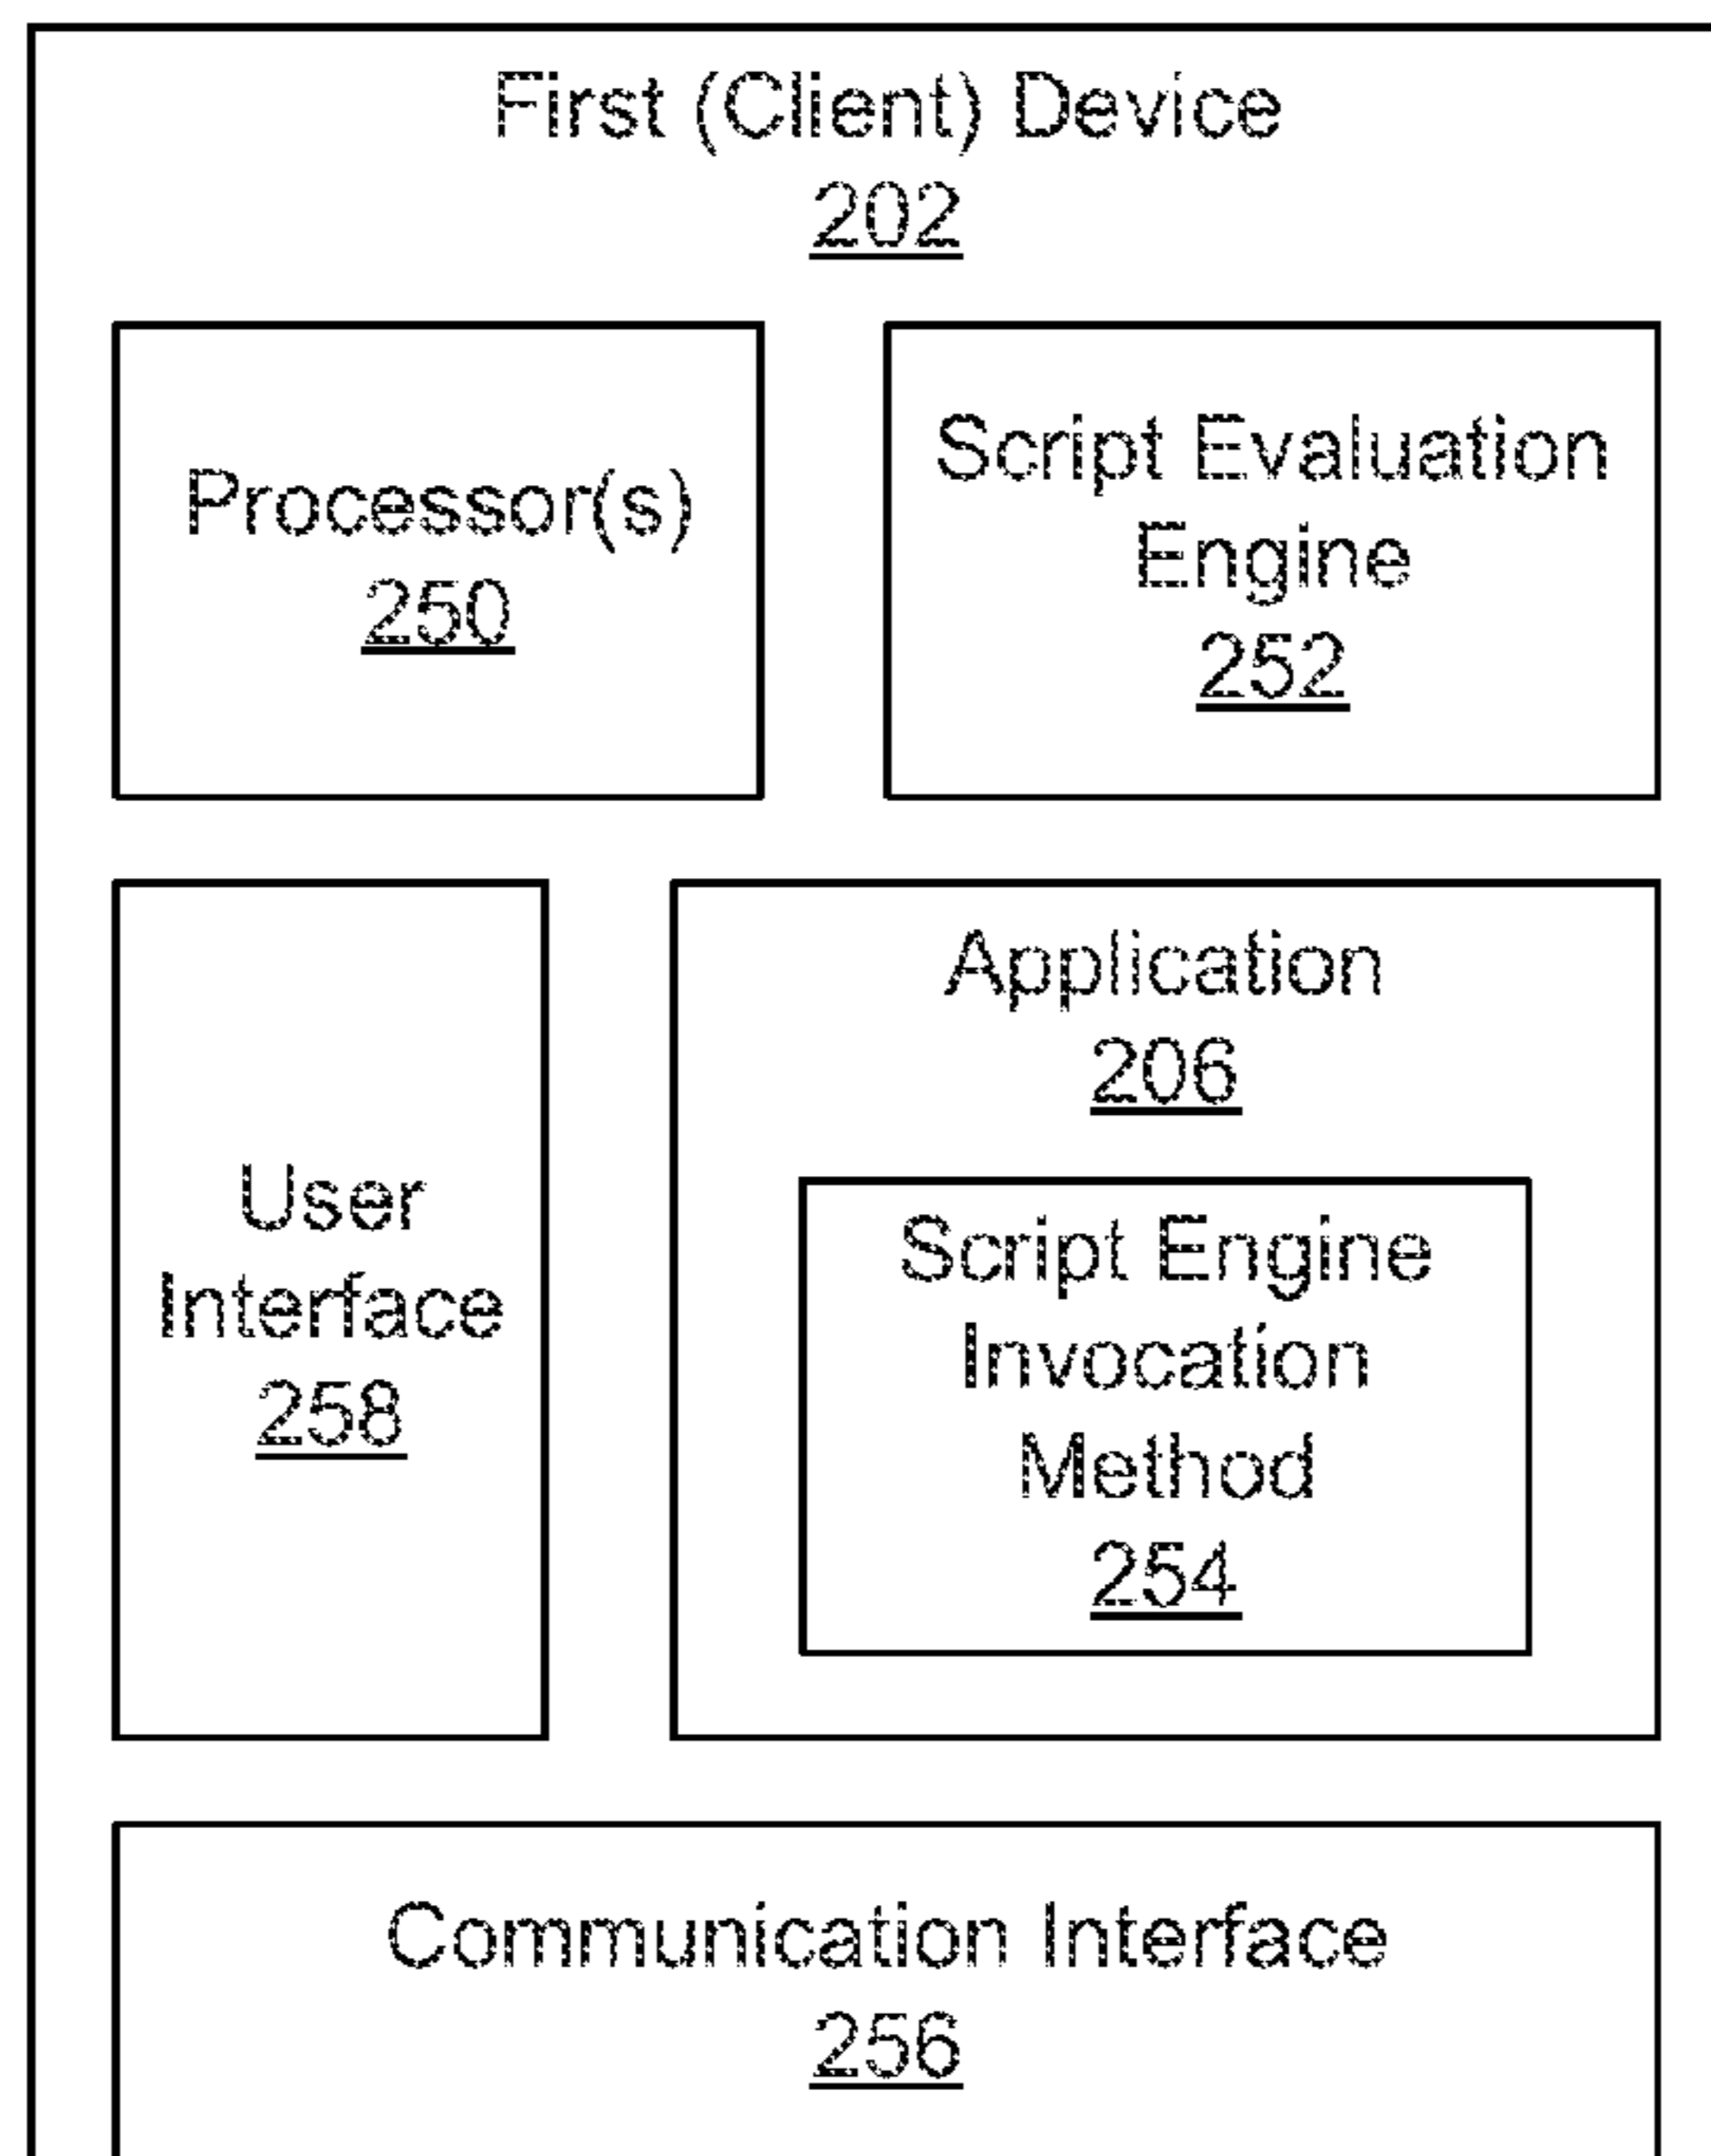 First (Client) Device
202
Processor(s)
250
Script Evaluation
Engine
252
User
Interface
258
Application
206
Script Engine
Invocation
Method
254
Communication Interface
256